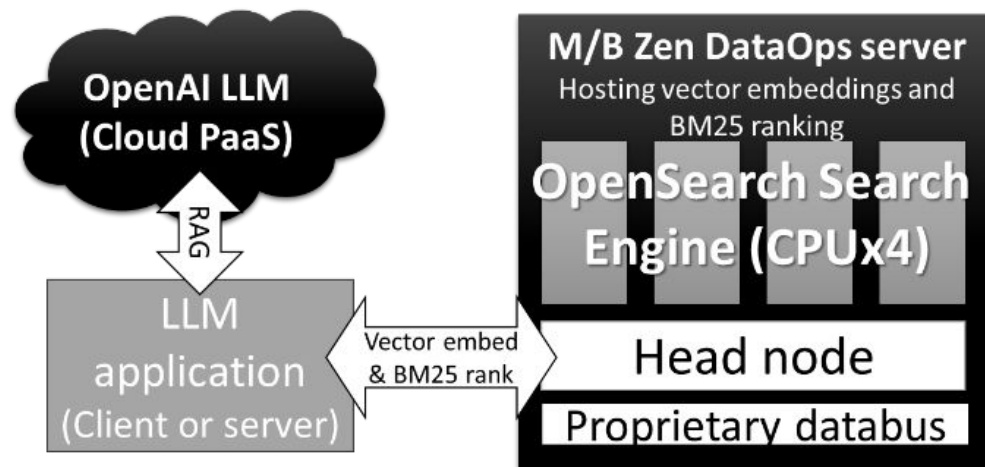 OpenAI LLM
(Cloud PaaS)
RAG
LLM
application
(Client or server)
Vector embed
& BM25 rank
M/B Zen DataOps server
Hosting vector embeddings and
BM25 ranking
OpenSearch Search
Engine (CPUx4)
Head node
Proprietary databus